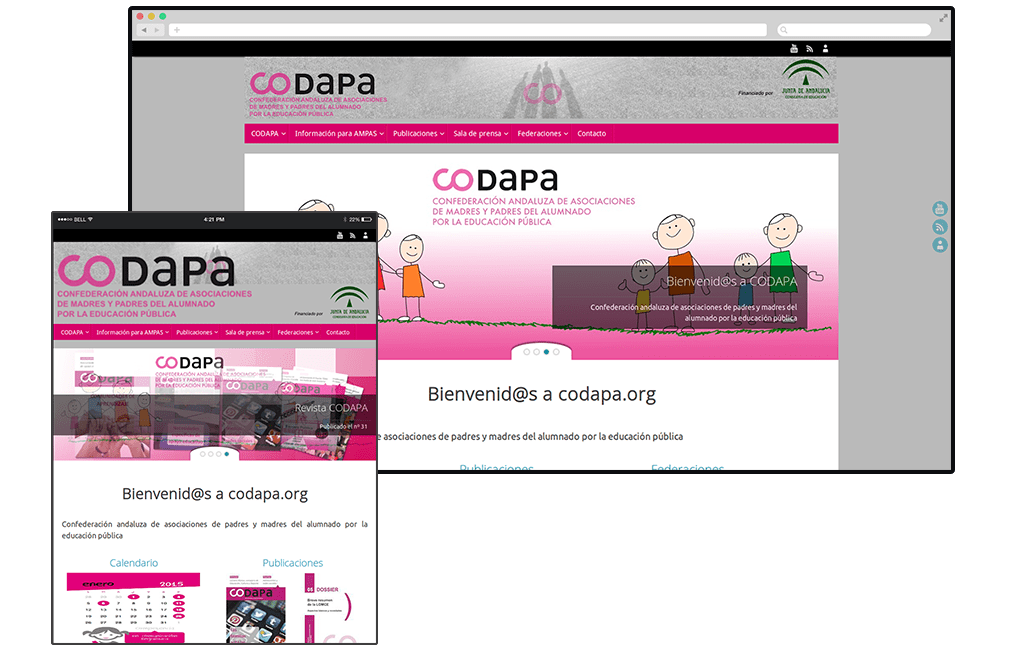 CODAPA
CONFEDERACIÓN ANDALUZA DE ASOCIACIONES
DE MADRES Y PADRES DEL ALUMNADO
POR LA EDUCACIÓN PÚBLICA
Financiado por
JUNTA DE ANDALUCIA
CODAPA Información para AMPAS Publicaciones Sala de prensa Federaciones Contacto
CODAPA
CONFEDERACIÓN ANDALUZA DE ASOCIACIONES
DE MADRES Y PADRES DEL ALUMNADO
POR LA EDUCACIÓN PÚBLICA
Bienvenid@s a CODAPA
Confederación andaluza de asociaciones de padres y madres del
alumnado por la educación pública
Bienvenid@s a codapa.org
e asociaciones de padres y madres del alumnado por la educación pública
Publicaciones Federaciones
DELL 4:21 PM 22%
CODAPA
CONFEDERACIÓN ANDALUZA DE ASOCIACIONES
DE MADRES Y PADRES DEL ALUMNADO
POR LA EDUCACIÓN PÚBLICA
Financiado por
JUNTA DE ANDALUCIA
CODAPA Información para AMPAS Publicaciones Sala de prensa Federaciones Contacto
CODAPA
Revista CODAPA
Publicado el nº 31
Bienvenid@s a codapa.org
Confederación andaluza de asociaciones de padres y madres del alumnado por la
educación pública
Calendario Publicaciones
enero 2015
CODAPA
DOSSIER
Breve resumen
de la LOMCE